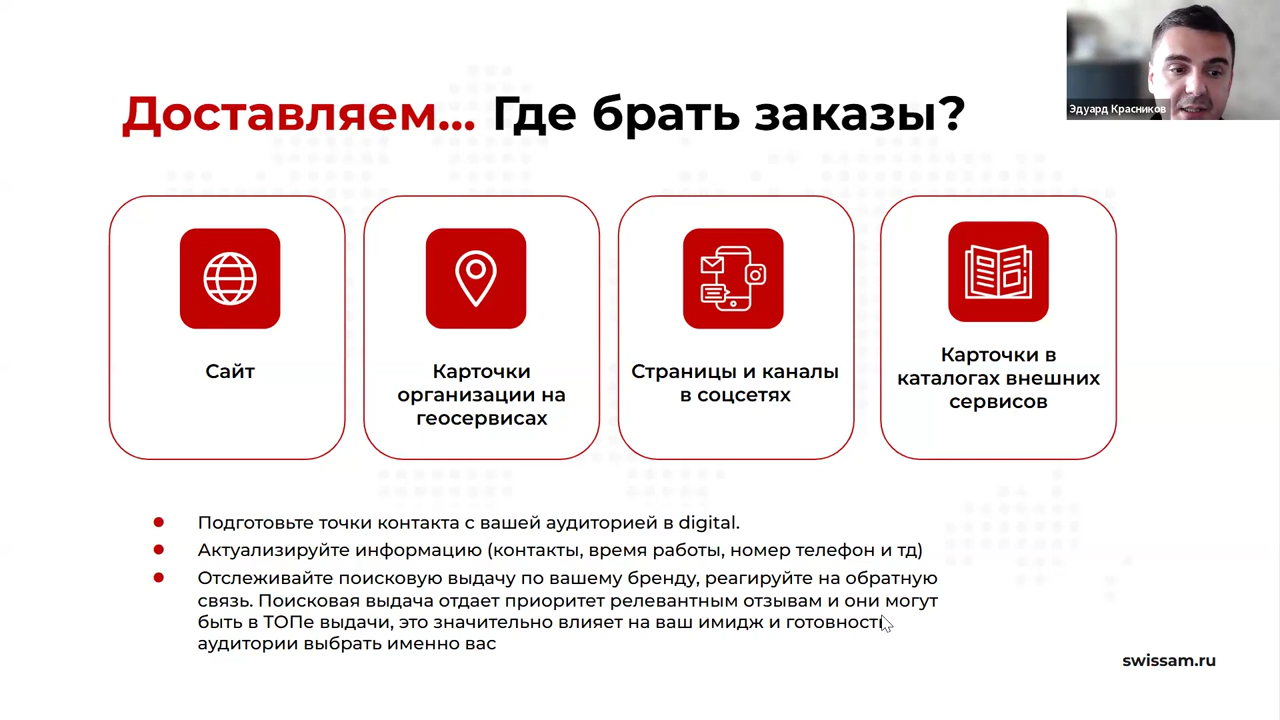 Эдуард Красников
Доставляем... Где брать заказы?
Сайт
Карточки
организации на
геосервисах
Страницы и каналы
в соцсетях
Карточки в
каталогах внешних
сервисов
Подготовьте точки контакта с вашей аудиторией в digital.
Актуализируйте информацию (контакты, время работы, номер телефон и тд)
Отслеживайте поисковую выдачу по вашему бренду, реагируйте на обратную
связь. Поисковая выдача отдает приоритет релевантным отзывам и они могут
быть в ТОПе выдачи, это значительно влияет на ваш имидж и готовность
аудитории выбрать именно вас
swissam.ru